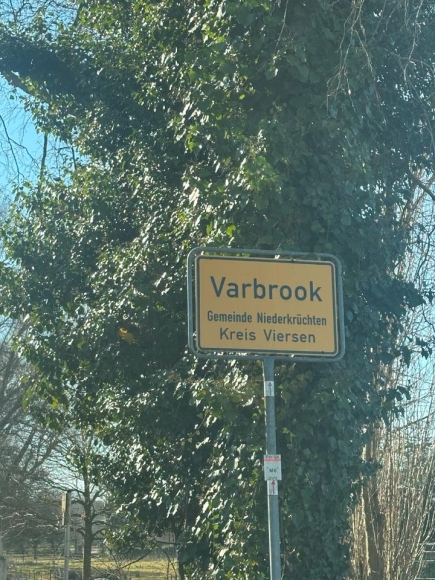 Varbrook
Gemeinde Niederkrüchten
Kreis Viersen